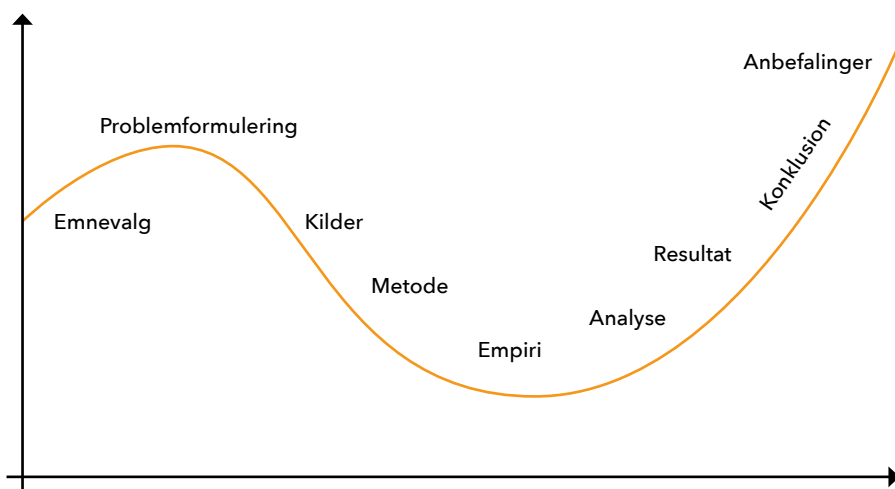 Emnevalg
Problemformulering
Kilder
Metode
Empiri
Analyse
Resultat
Konklusion
Anbefalinger